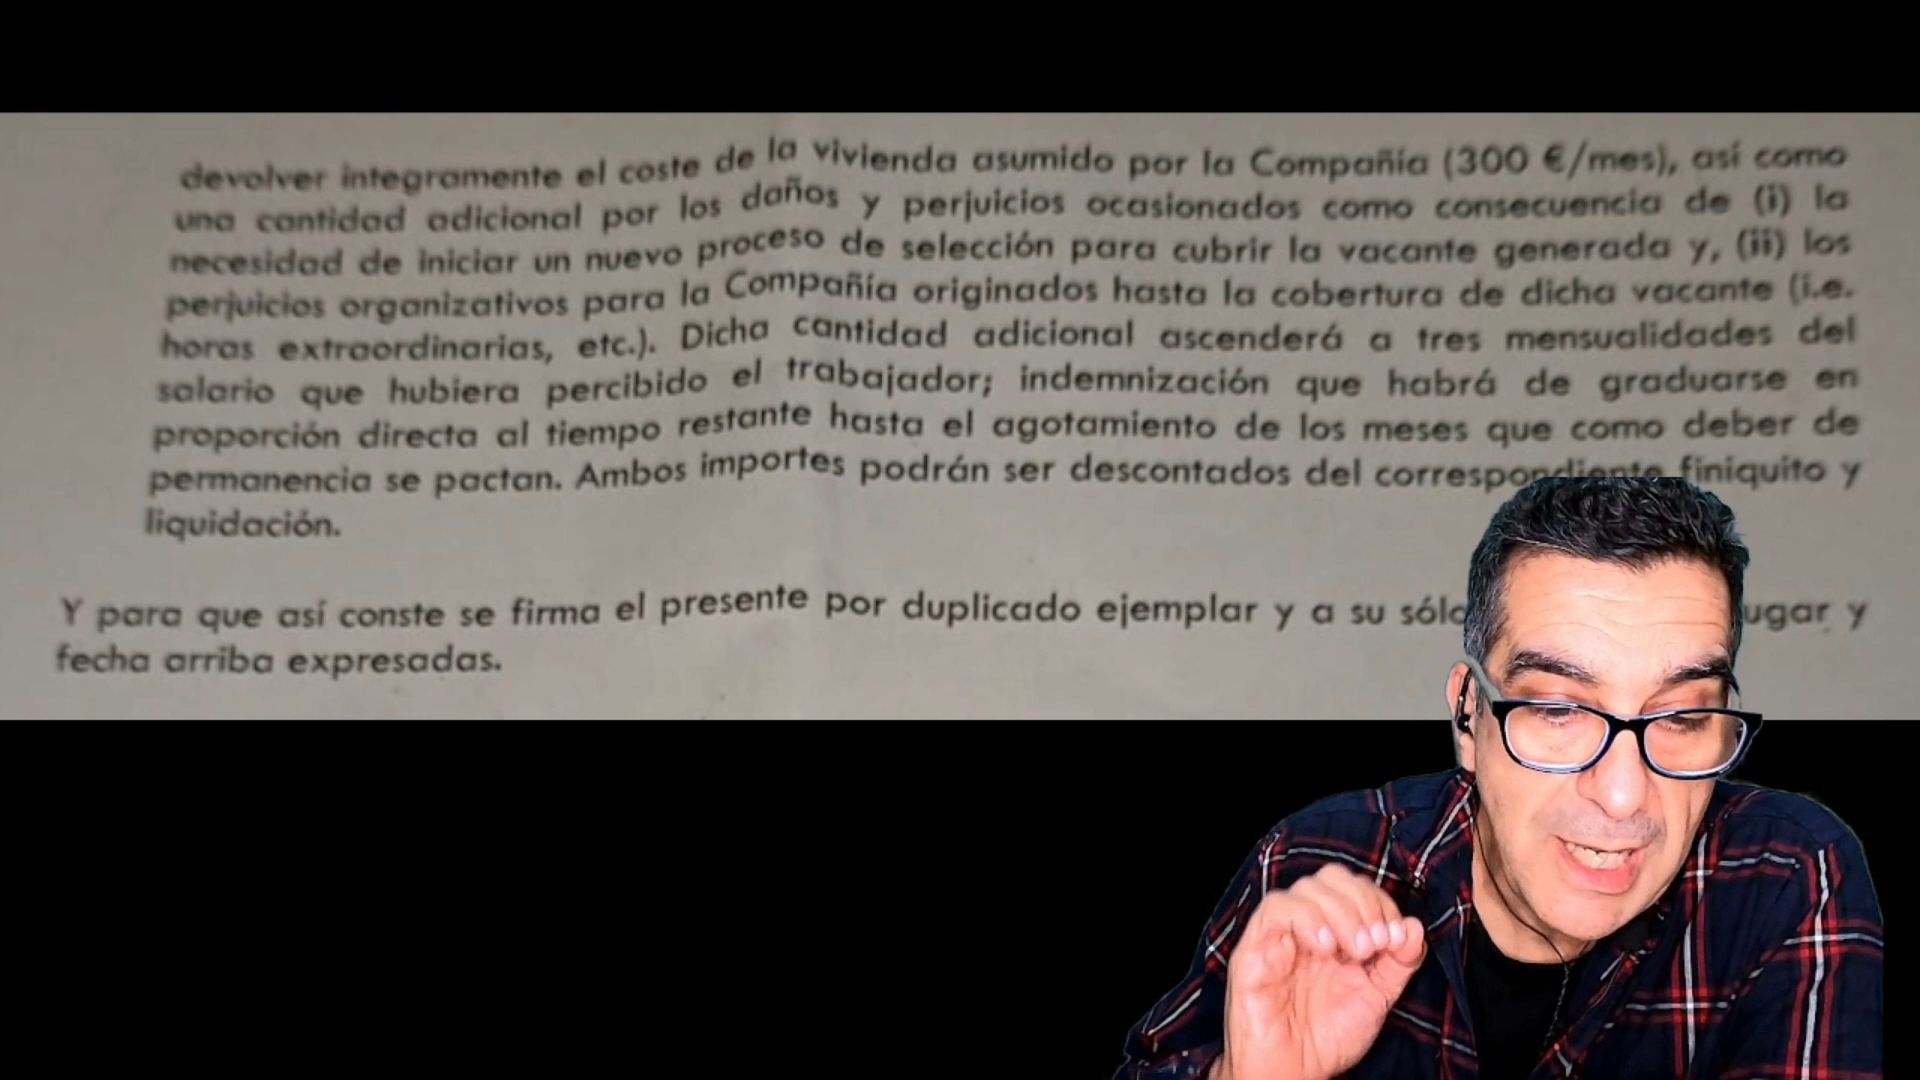 devolver integramente el coste de la vivienda asumido por la Compañía (300 €/mes), así como
una cantidad adicional por los daños y perjuicios ocasionados como consecuencia de (i) la
necesidad de iniciar un nuevo proceso de selección para cubrir la vacante generada y, (ii) los
perjuicios organizativos para la Compañía originados hasta la cobertura de dicha vacante (i.e.
horas extraordinarias, etc.). Dicha cantidad adicional ascenderá a tres mensualidades del
salario que hubiera percibido el trabajador; indemnización que habrá de graduarse en
proporción directa al tiempo restante hasta el agotamiento de los meses que como deber de
permanencia se pactan. Ambos importes podrán ser descontados del correspondiente finiquito y
liquidación.
Y para que así conste se firma el presente por duplicado ejemplar y a su y
fecha arriba expresadas.